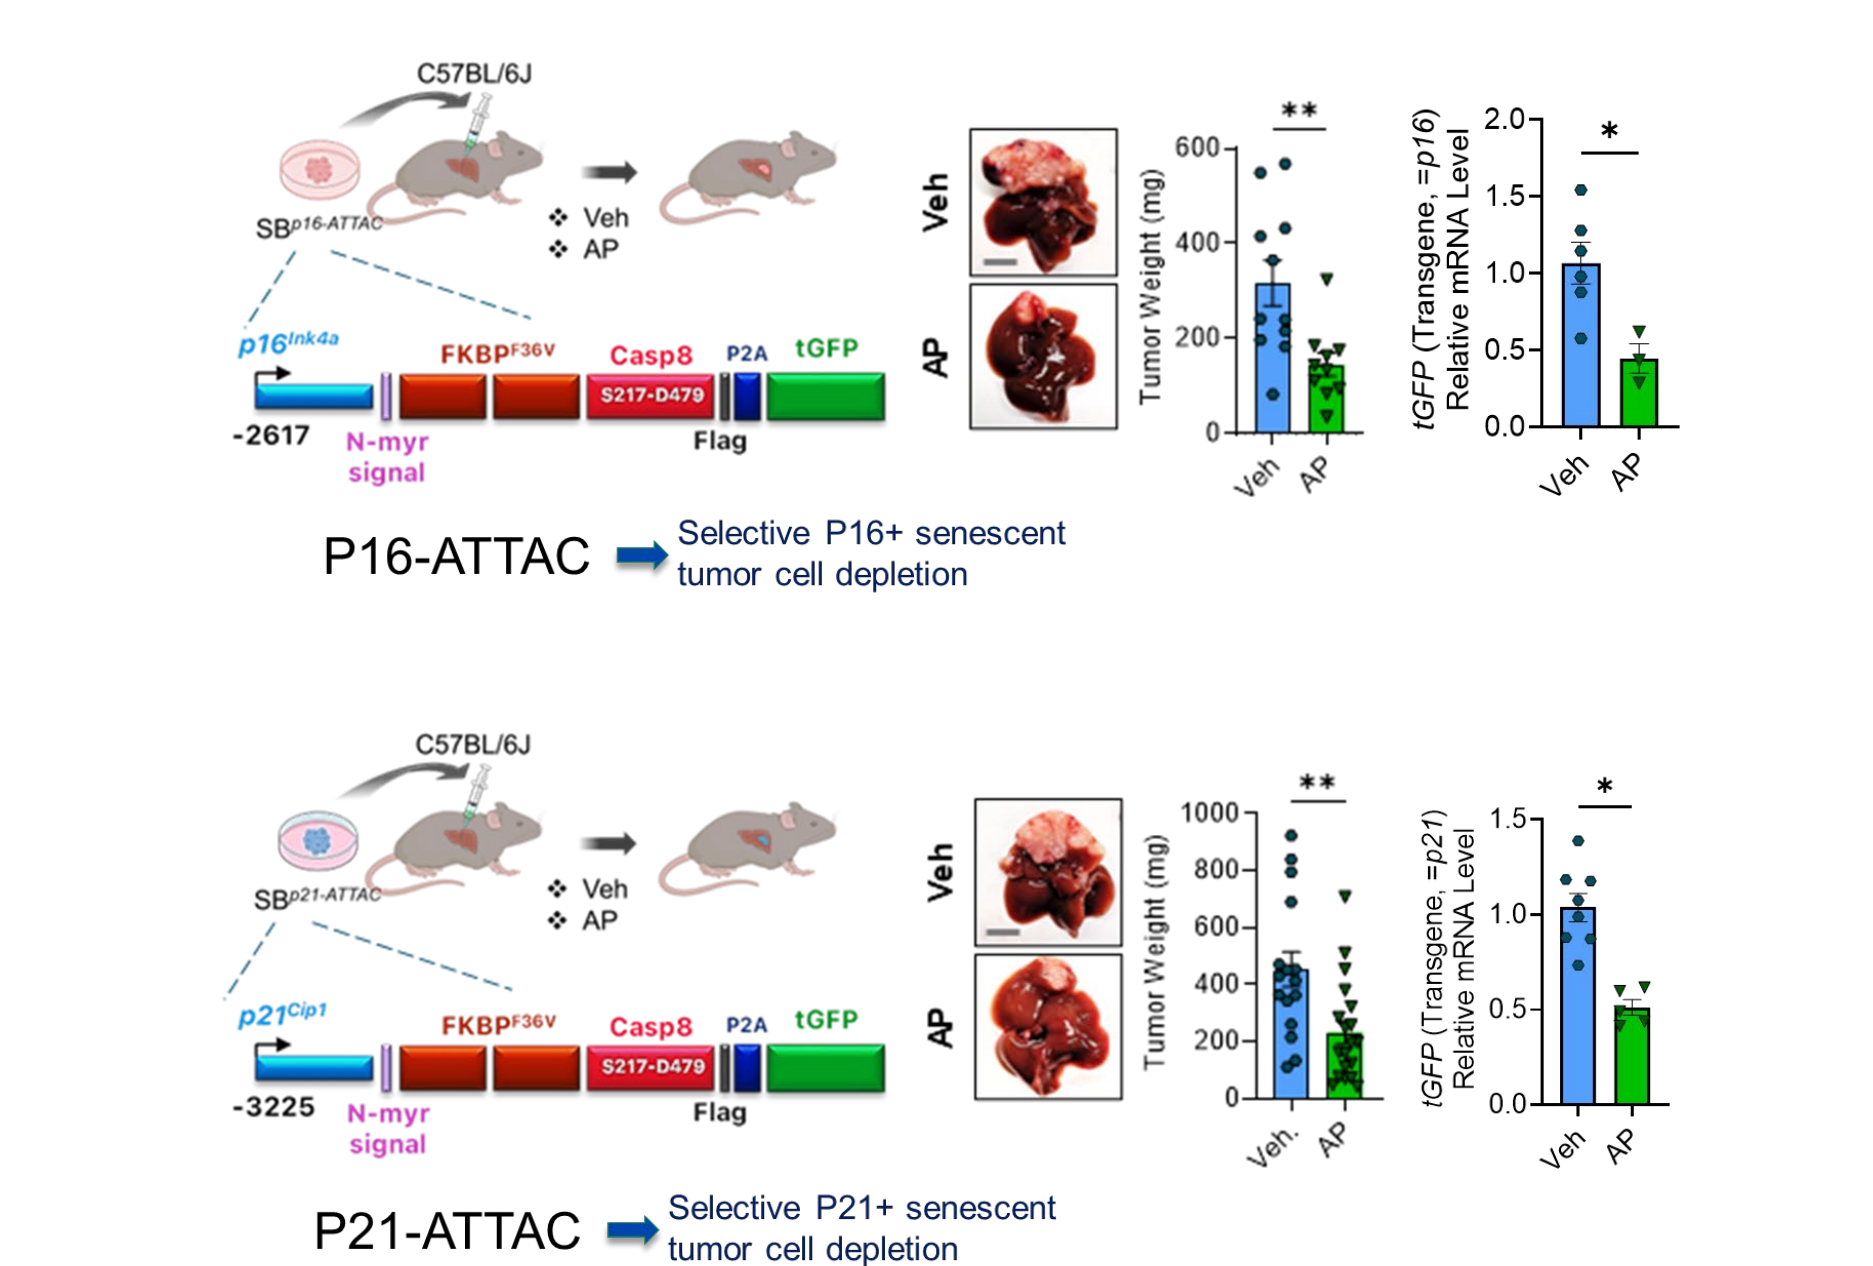 C57BL/6J
SBp16-ATTAC
❖ Veh
❖ AP
p16Ink4a
FKBPF36V
Casp8
P2A
tGFP
S217-D479
-2617
N-myr
signal
Flag
Veh
AP
Tumor Weight (mg)
**
600
400
200
0
Veh
AP
tGFP (Transgene, =p16)
Relative mRNA Level
*
2.0
1.5
1.0
0.5
0.0
Veh
AP
P16-ATTAC
Selective P16+ senescent
tumor cell depletion
C57BL/6J
SBp21-ATTAC
❖ Veh
❖ AP
p21Cip1
FKBPF36V
Casp8
P2A
tGFP
S217-D479
-3225
N-myr
signal
Flag
Veh
AP
Tumor Weight (mg)
**
1000
800
600
400
200
0
Veh.
AP
tGFP (Transgene, =p21)
Relative mRNA Level
*
1.5
1.0
0.5
0.0
Veh
AP
P21-ATTAC
Selective P21+ senescent
tumor cell depletion